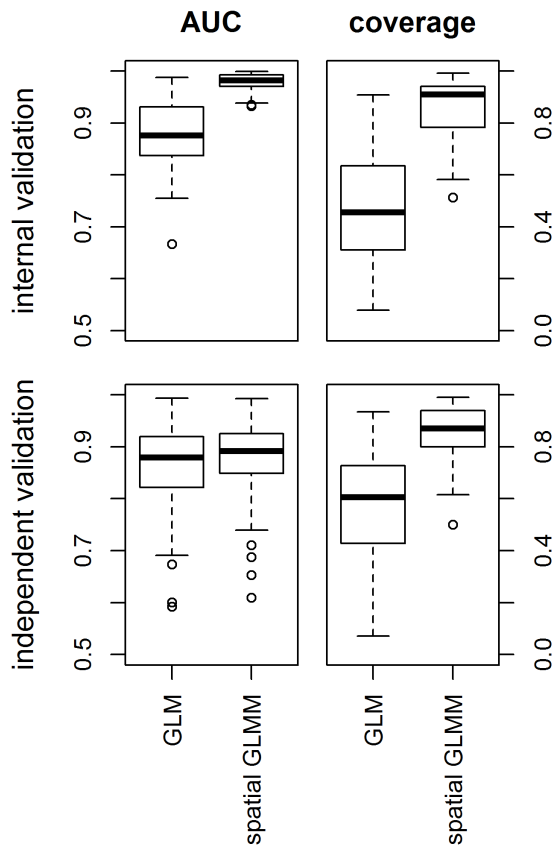 AUC
coverage
internal validation
0.9
0.7
0.5
0.8
0.4
0.0
independent validation
0.9
0.7
0.5
0.8
0.4
0.0
GLM
spatial GLMM
GLM
spatial GLMM